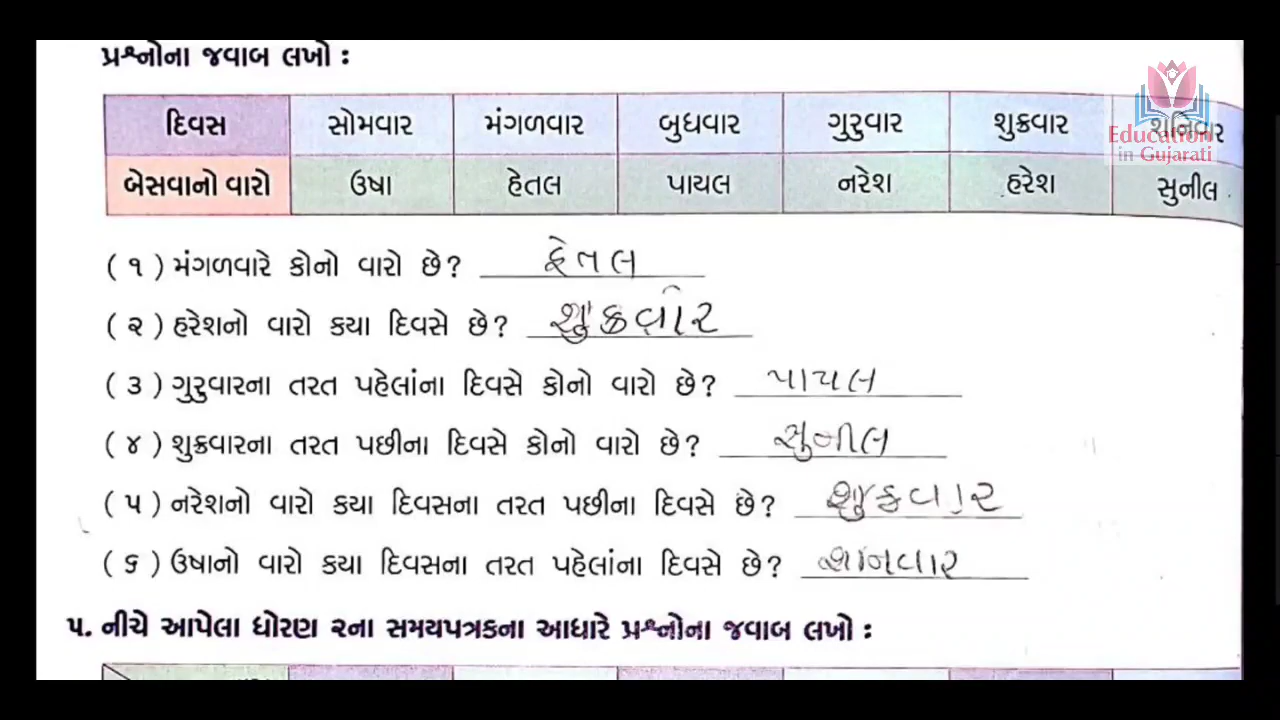 પ્રશ્નોના જવાબ લખો :
Education
in Gujarati
દિવસ સોમવાર મંગળવાર બુધવાર ગુરુવાર શુક્રવાર શનિવાર
બેસવાનો વારો ઉષા હેતલ પાયલ નરેશ હરેશ સુનીલ
( ૧ ) મંગળવારે કોનો વારો છે? હેતલ
( ૨ ) હરેશનો વારો કયા દિવસે છે? શુક્રવાર
( ૩ ) ગુરુવારના તરત પહેલાંના દિવસે કોનો વારો છે? પાયલ
( ૪ ) શુક્રવારના તરત પછીના દિવસે કોનો વારો છે? સુનીલ
( ૫ ) નરેશનો વારો કયા દિવસના તરત પછીના દિવસે છે? શુક્રવાર
( ૬ ) ઉષાનો વારો કયા દિવસના તરત પહેલાંના દિવસે છે? શનિવાર
૫. નીચે આપેલા ધોરણ ૨ના સમયપત્રકના આધારે પ્રશ્નોના જવાબ લખો :